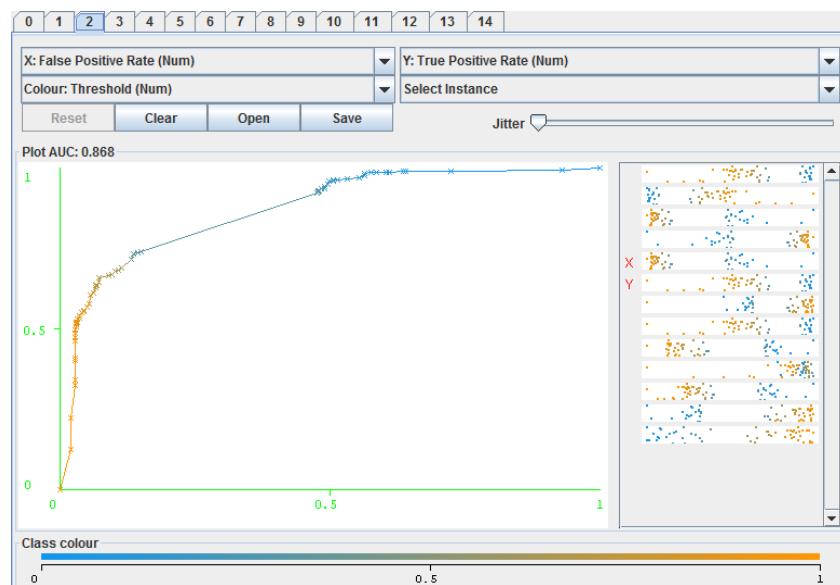 0 1 2 3 4 5 6 7 8 9 10 11 12 13 14
X: False Positive Rate (Num) Y: True Positive Rate (Num)
Colour: Threshold (Num) Select Instance
Reset Clear Open Save Jitter
Plot AUC: 0.868
1
X
Y
0.5
0
0 0.5 1
Class colour
0 0.5 1